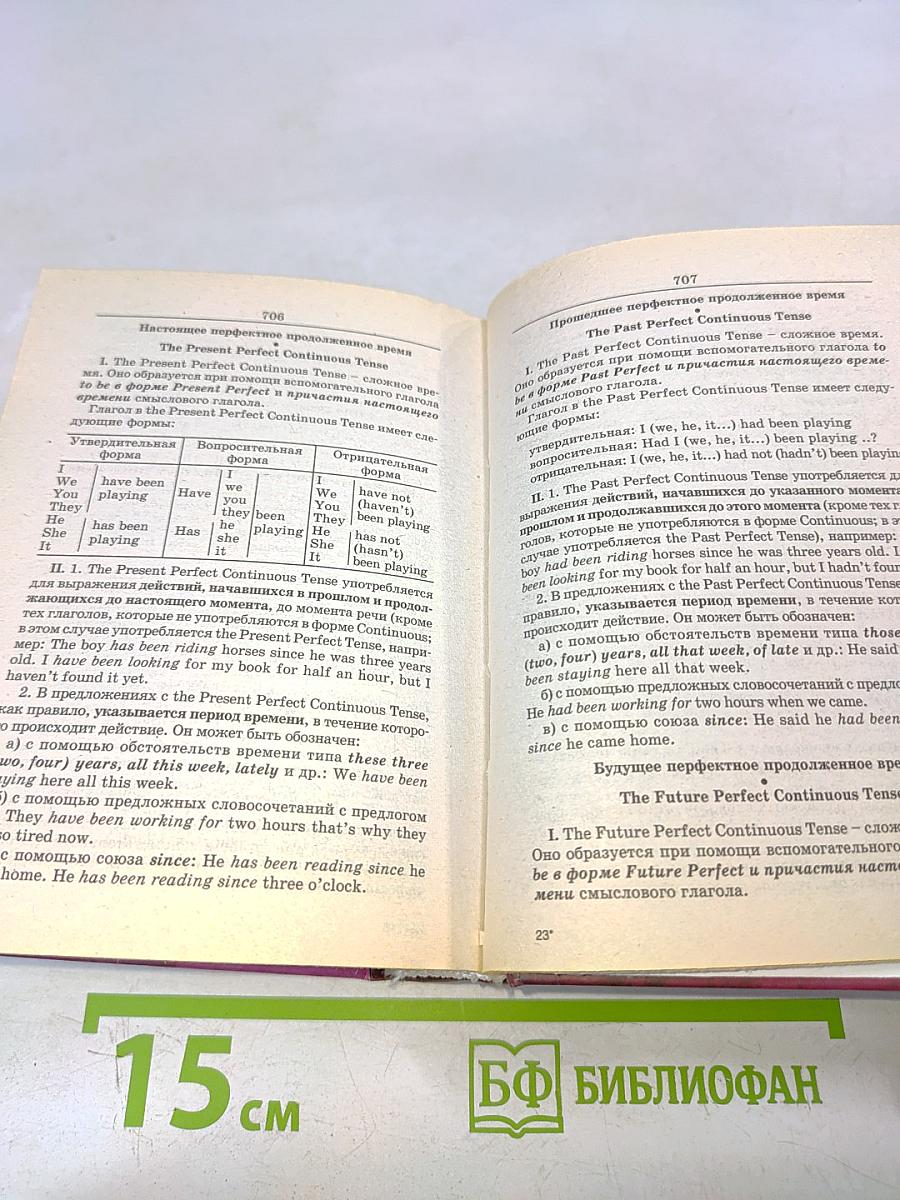 706
Настоящее перфектное продолженное время
•
The Present Perfect Continuous Tense
I. The Present Perfect Continuous Tense – сложное вре-
мя. Оно образуется при помощи вспомогательного глагола
to be в форме Present Perfect и причастия настоящего
времени смыслового глагола.
Глагол в the Present Perfect Continuous Tense имеет сле-
дующие формы:
Утвердительная форма
Вопросительная форма
Отрицательная форма
I We You They have been playing
He She It has been playing
Have I we you they been playing
Has he she it
I We You They have not (haven't) been playing
He She It has not (hasn't) been playing
II. 1. The Present Perfect Continuous Tense употребляется
для выражения действий, начавшихся в прошлом и продол-
жающихся до настоящего момента, до момента речи (кроме
тех глаголов, которые не употребляются в форме Continuous;
в этом случае употребляется the Present Perfect Tense, напри-
мер: The boy has been riding horses since he was three years
old. I have been looking for my book for half an hour, but I
haven't found it yet.
2. В предложениях с the Present Perfect Continuous Tense,
как правило, указывается период времени, в течение которо-
го происходит действие. Он может быть обозначен:
а) с помощью обстоятельств времени типа these three
two, four) years, all this week, lately и др.: We have been
aying here all this week.
б) с помощью предложных словосочетаний с предлогом
They have been working for two hours that's why they
so tired now.
с помощью союза since: He has been reading since he
home. He has been reading since three o'clock.
707
Прошедшее перфектное продолженное время
•
The Past Perfect Continuous Tense
I. The Past Perfect Continuous Tense – сложное время.
Оно образуется при помощи вспомогательного глагола to
be в форме Past Perfect и причастия настоящего време-
ни смыслового глагола.
Глагол в the Past Perfect Continuous Tense имеет следу-
ющие формы:
утвердительная: I (we, he, it...) had been playing
вопросительная: Had I (we, he, it...) been playing ..?
отрицательная: I (we, he, it...) had not (hadn't) been playing
II. 1. The Past Perfect Continuous Tense употребляется д
выражения действий, начавшихся до указанного момента
прошлом и продолжавшихся до этого момента (кроме тех г
голов, которые не употребляются в форме Continuous; в э
случае употребляется the Past Perfect Tense), например:
boy had been riding horses since he was three years old. I
been looking for my book for half an hour, but I hadn't four
2. В предложениях с the Past Perfect Continuous Tense
правило, указывается период времени, в течение кот
происходит действие. Он может быть обозначен:
а) с помощью обстоятельств времени типа those
(two, four) years, all that week, of late и др.: He said
been staying here all that week.
б) с помощью предложных словосочетаний с предло
He had been working for two hours when we came.
в) с помощью союза since: He said he had been
since he came home.
Будущее перфектное продолженное вре
•
The Future Perfect Continuous Tense
I. The Future Perfect Continuous Tense – слож
Оно образуется при помощи вспомогательного
be в форме Future Perfect и причастия насто
мени смыслового глагола.
23*
15 см
БФ БИБЛИОФАН